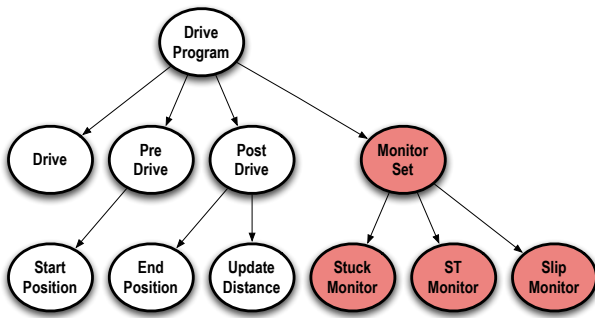 Drive
Program
Drive
Pre
Drive
Post
Drive
Monitor
Set
Start
Position
End
Position
Update
Distance
Stuck
Monitor
ST
Monitor
Slip
Monitor